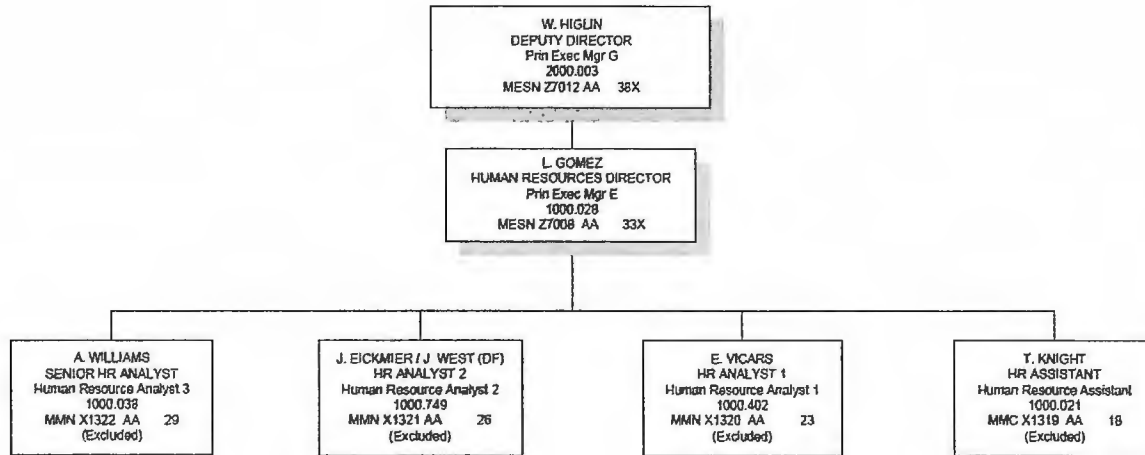 W. HIGLIN
DEPUTY DIRECTOR
Prin Exec Mgr G
2000.003
MESN Z7012 AA 38X
L. GOMEZ
HUMAN RESOURCES DIRECTOR
Prin Exec Mgr E
1000.028
MESN Z7008 AA 33X
A. WILLIAMS
SENIOR HR ANALYST
Human Resource Analyst 3
1000.038
MMN X1322 AA 29
(Excluded)
J. EICKMIER / J. WEST (DF)
HR ANALYST 2
Human Resource Analyst 2
1000.749
MMN X1321 AA 26
(Excluded)
E. VICARS
HR ANALYST 1
Human Resource Analyst 1
1000.402
MMN X1320 AA 23
(Excluded)
T. KNIGHT
HR ASSISTANT
Human Resource Assistant
1000.021
MMC X1319 AA 18
(Excluded)